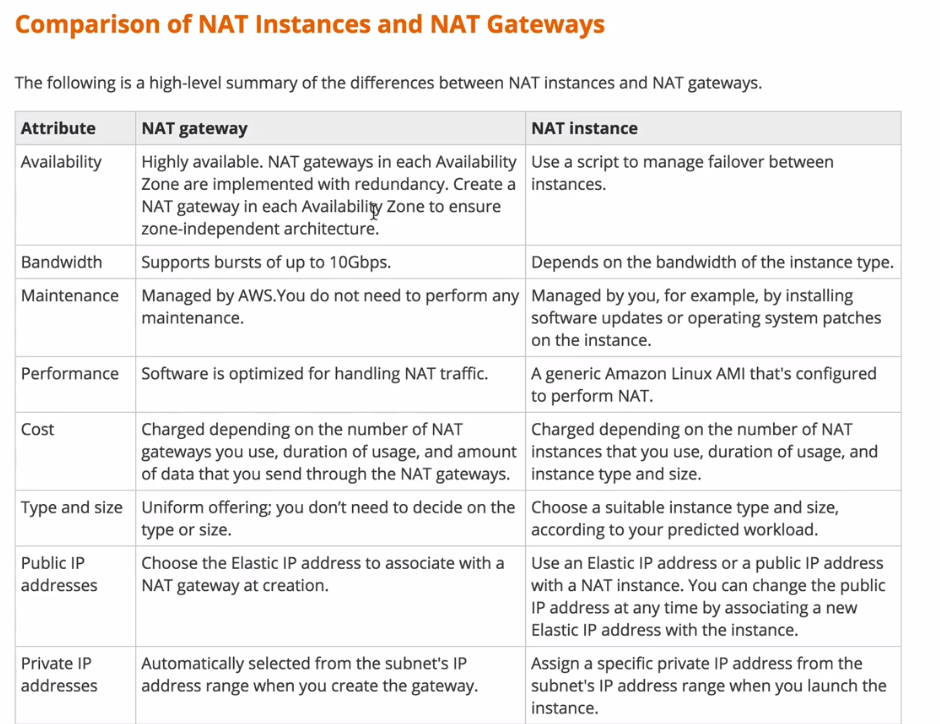 Comparison of NAT Instances and NAT Gateways
The following is a high-level summary of the differences between NAT instances and NAT gateways.
Attribute
NAT gateway
NAT instance
Availability
Highly available. NAT gateways in each Availability
Zone are implemented with redundancy. Create a
NAT gateway in each Availability Zone to ensure
zone-independent architecture.
Use a script to manage failover between
instances.
Bandwidth
Supports bursts of up to 10Gbps.
Depends on the bandwidth of the instance type.
Maintenance
Managed by AWS.You do not need to perform any
maintenance.
Managed by you, for example, by installing
software updates or operating system patches
on the instance.
Performance
Software is optimized for handling NAT traffic.
A generic Amazon Linux AMI that's configured
to perform NAT.
Cost
Charged depending on the number of NAT
gateways you use, duration of usage, and amount
of data that you send through the NAT gateways.
Charged depending on the number of NAT
instances that you use, duration of usage, and
instance type and size.
Type and size
Uniform offering; you don’t need to decide on the
type or size.
Choose a suitable instance type and size,
according to your predicted workload.
Public IP
addresses
Choose the Elastic IP address to associate with a
NAT gateway at creation.
Use an Elastic IP address or a public IP address
with a NAT instance. You can change the public
IP address at any time by associating a new
Elastic IP address with the instance.
Private IP
addresses
Automatically selected from the subnet's IP
address range when you create the gateway.
Assign a specific private IP address from the
subnet's IP address range when you launch the
instance.